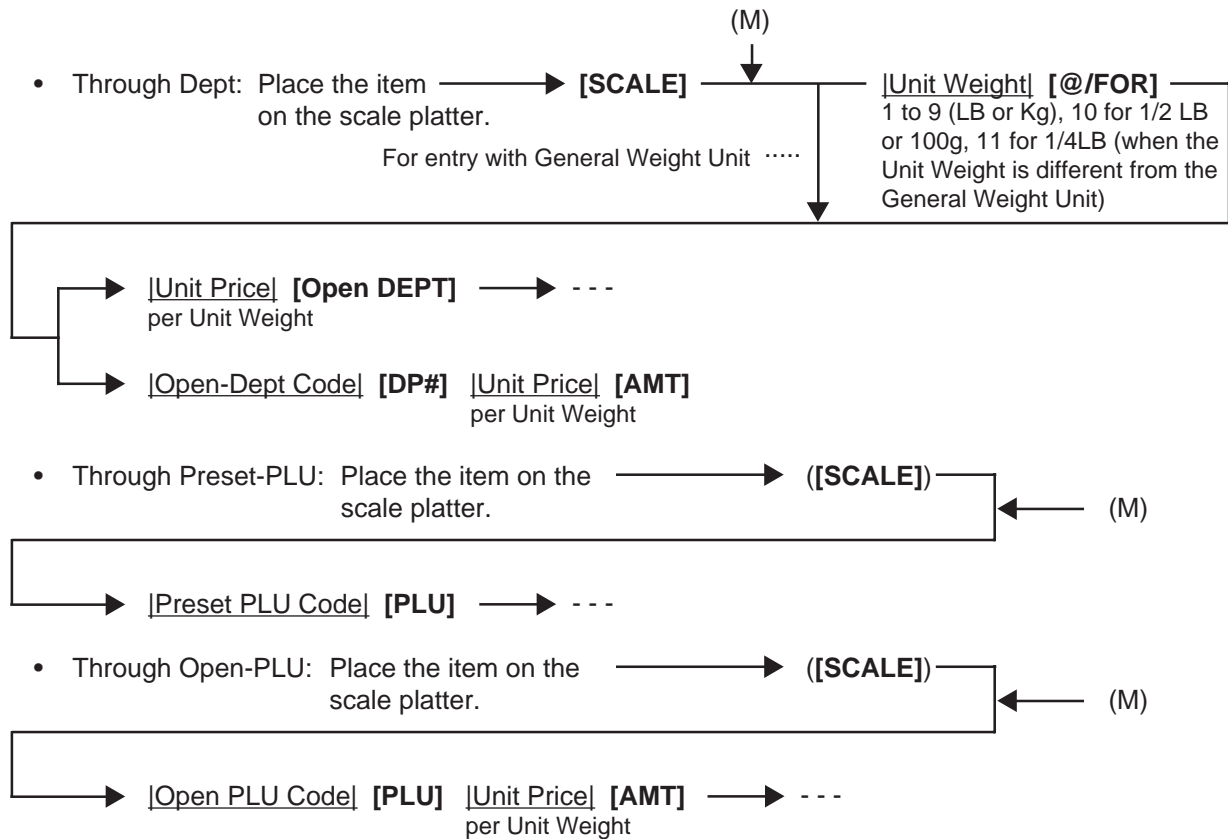 (M)
• Through Dept: Place the item [SCALE] |Unit Weight| [@/FOR]
on the scale platter. 1 to 9 (LB or Kg), 10 for 1/2 LB
or 100g, 11 for 1/4LB (when the
For entry with General Weight Unit ..... Unit Weight is different from the
General Weight Unit)
|Unit Price| [Open DEPT] - - -
per Unit Weight
|Open-Dept Code| [DP#] |Unit Price| [AMT]
per Unit Weight
• Through Preset-PLU: Place the item on the ([SCALE])
scale platter. (M)
|Preset PLU Code| [PLU] - - -
• Through Open-PLU: Place the item on the ([SCALE])
scale platter. (M)
|Open PLU Code| [PLU] |Unit Price| [AMT] - - -
per Unit Weight